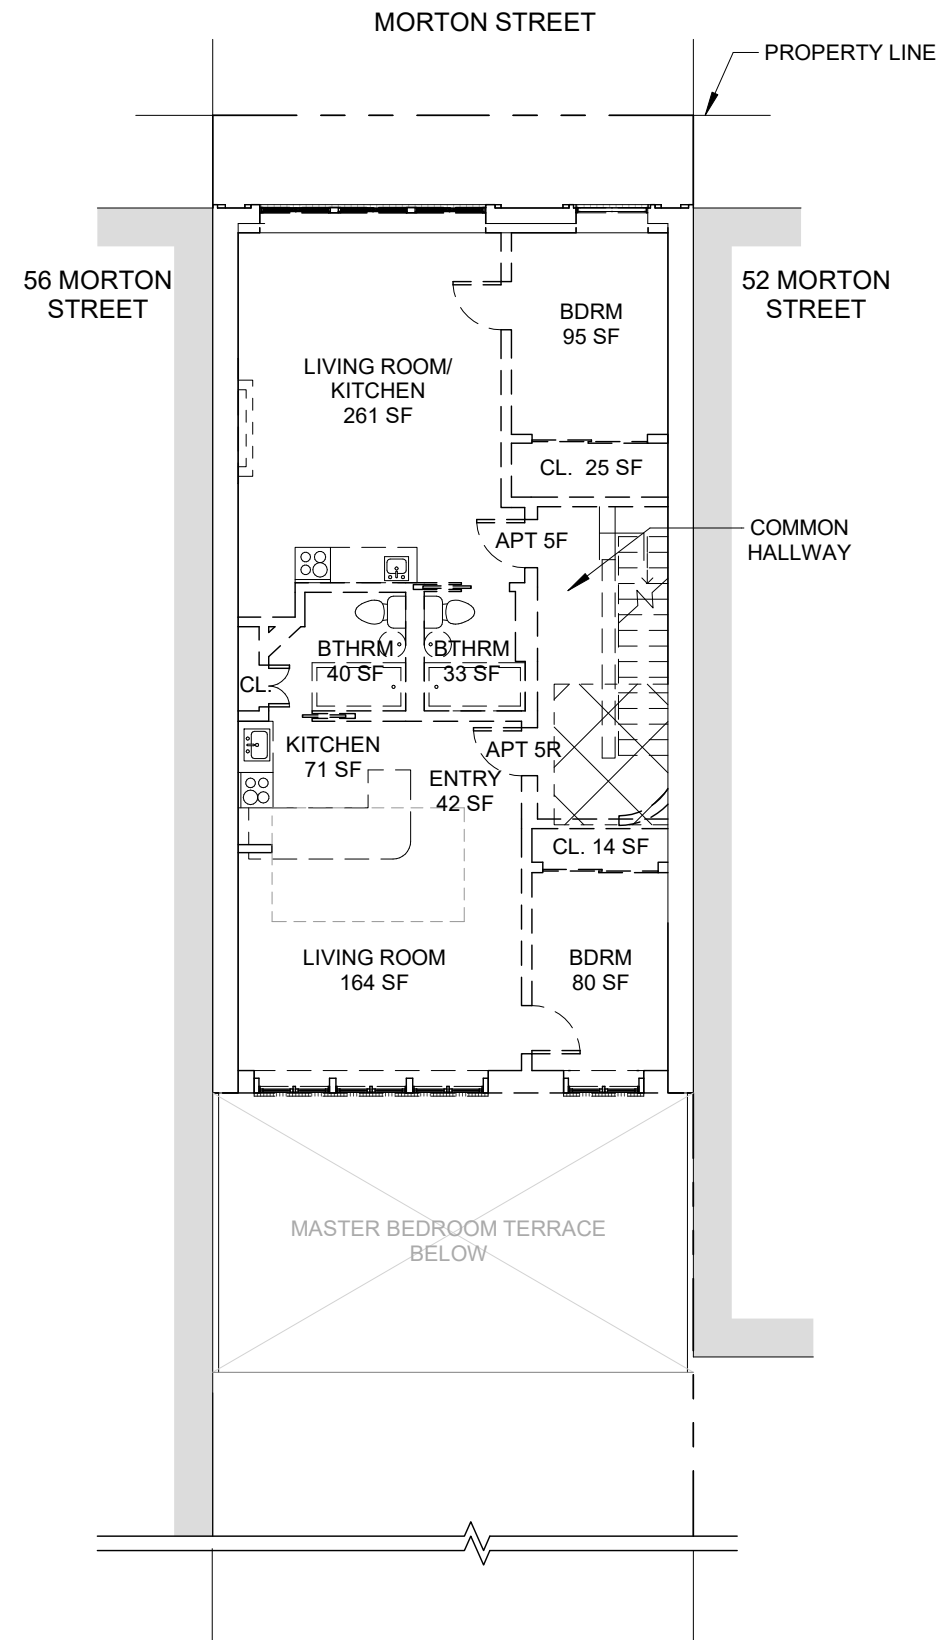 MORTON STREET
PROPERTY LINE
56 MORTON
STREET
52 MORTON
STREET
BDRM
95 SF
LIVING ROOM/
KITCHEN
261 SF
CL. 25 SF
APT 5F
COMMON
HALLWAY
BTHRM
40 SF
BTHRM
33 SF
CL.
KITCHEN
71 SF
APT 5R
ENTRY
42 SF
CL. 14 SF
LIVING ROOM
164 SF
BDRM
80 SF
MASTER BEDROOM TERRACE
BELOW